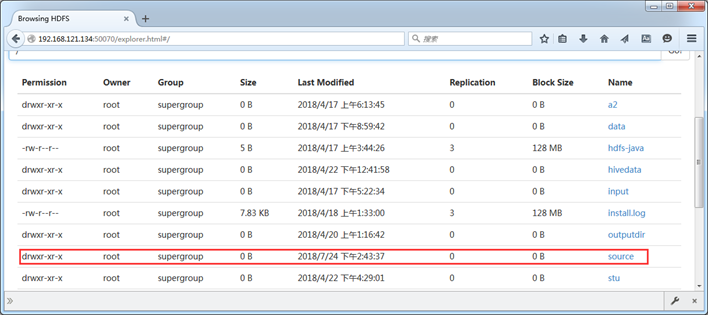 Browsing HDFS
192.168.121.134:50070/explorer.html#/
搜索
Permission Owner Group Size Last Modified Replication Block Size Name
drwxr-xr-x root supergroup 0 B 2018/4/17 上午6:13:45 0 0 B a2
drwxr-xr-x root supergroup 0 B 2018/4/17 下午8:59:42 0 0 B data
-rw-r--r-- root supergroup 5 B 2018/4/17 上午3:44:26 3 128 MB hdfs-java
drwxr-xr-x root supergroup 0 B 2018/4/22 下午12:41:58 0 0 B hivedata
drwxr-xr-x root supergroup 0 B 2018/4/17 下午5:22:34 0 0 B input
-rw-r--r-- root supergroup 7.83 KB 2018/4/18 上午1:33:00 3 128 MB install.log
drwxr-xr-x root supergroup 0 B 2018/4/20 上午1:16:42 0 0 B outputdir
drwxr-xr-x root supergroup 0 B 2018/7/24 下午2:43:37 0 0 B source
drwxr-xr-x root supergroup 0 B 2018/4/22 下午4:29:01 0 0 B stu